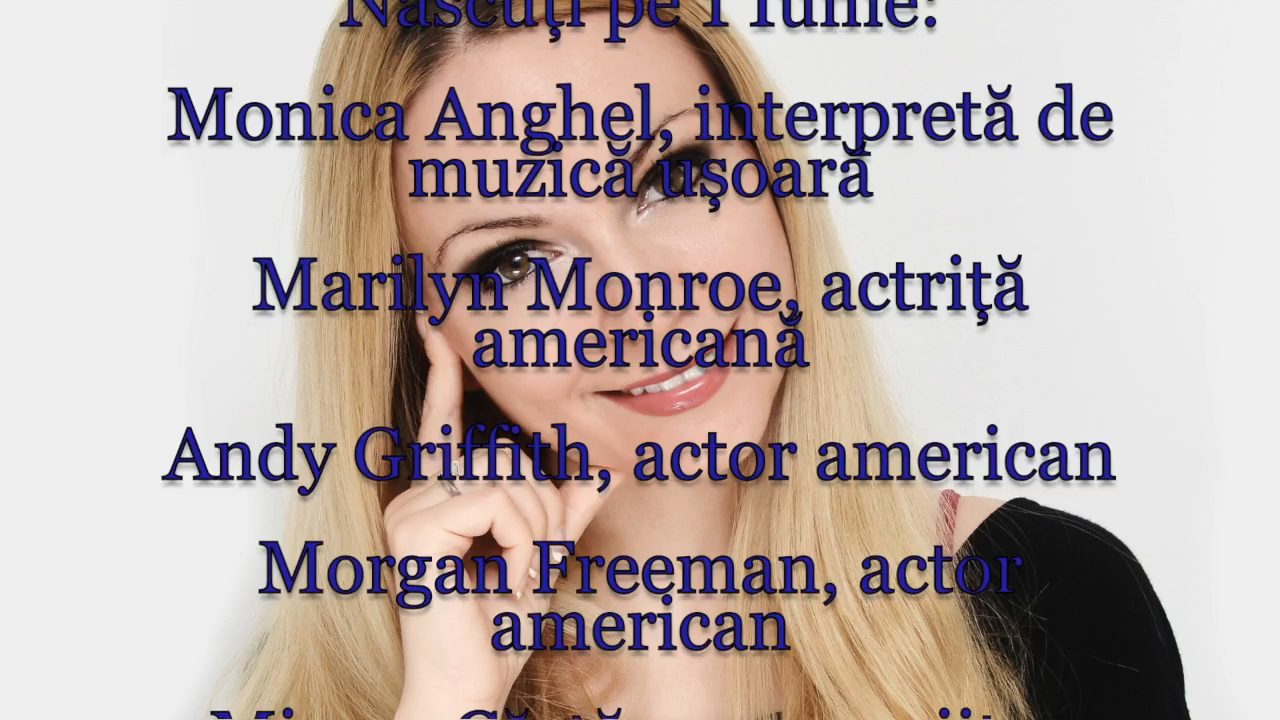 Născuți pe 1 Iunie:
Monica Anghel, interpretă de
muzică ușoară
Marilyn Monroe, actriță
americană
Andy Griffith, actor american
Morgan Freeman, actor
american